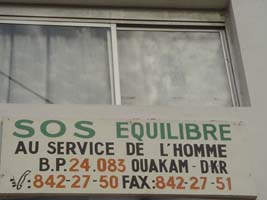 SOS EQUILIBRE
AU SERVICE DE L'HOMME
B.P. 24.083 OUAKAM - DKR
:842-27-50 FAX:842-27-51